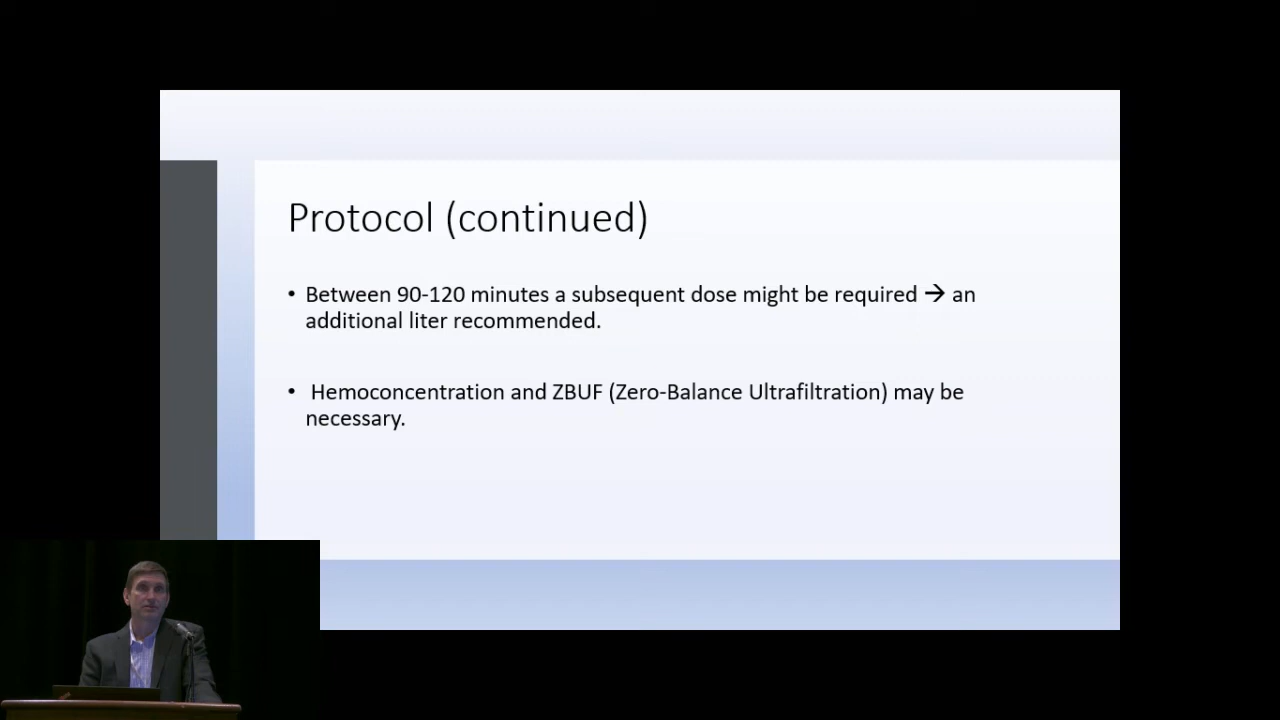 Protocol (continued)
• Between 90-120 minutes a subsequent dose might be required → an
additional liter recommended.
• Hemoconcentration and ZBUF (Zero-Balance Ultrafiltration) may be
necessary.